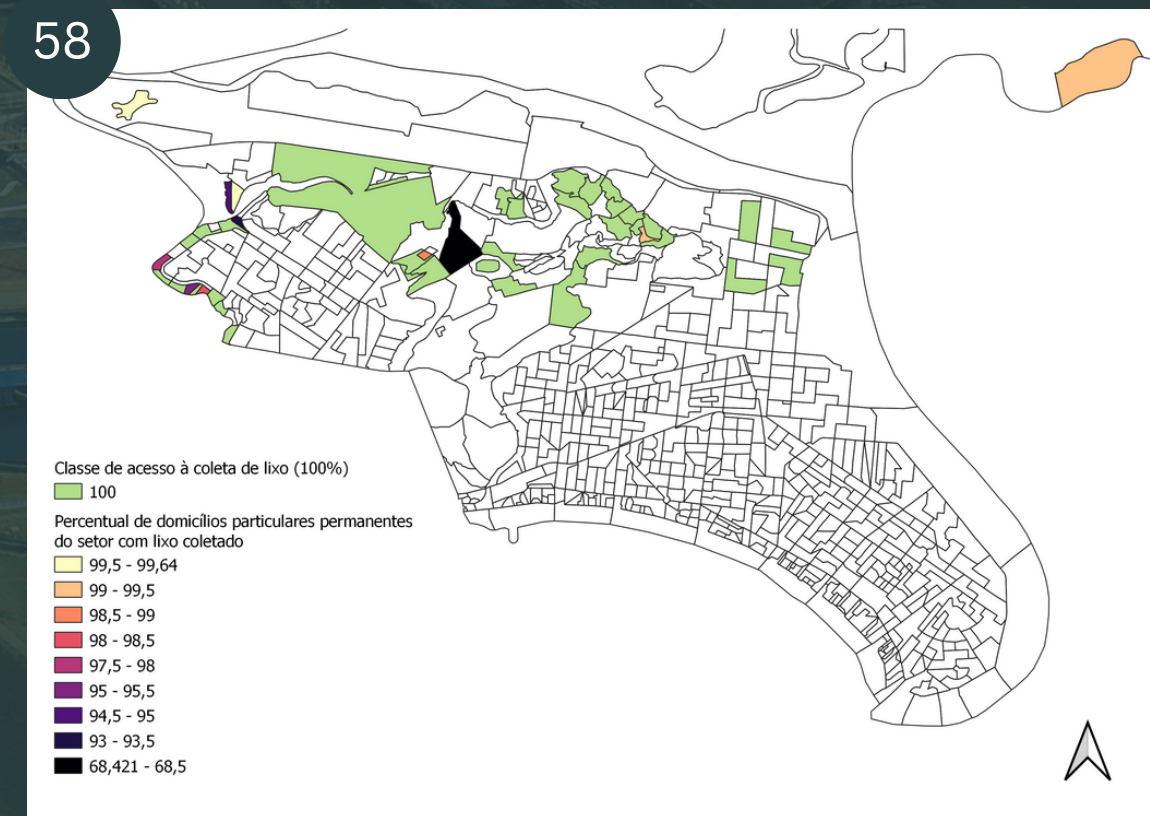 58
Classe de acesso à coleta de lixo (100%)
100
Percentual de domicílios particulares permanentes
do setor com lixo coletado
99,5 - 99,64
99 - 99,5
98,5 - 99
98 - 98,5
97,5 - 98
95 - 95,5
94,5 - 95
93 - 93,5
68,421 - 68,5